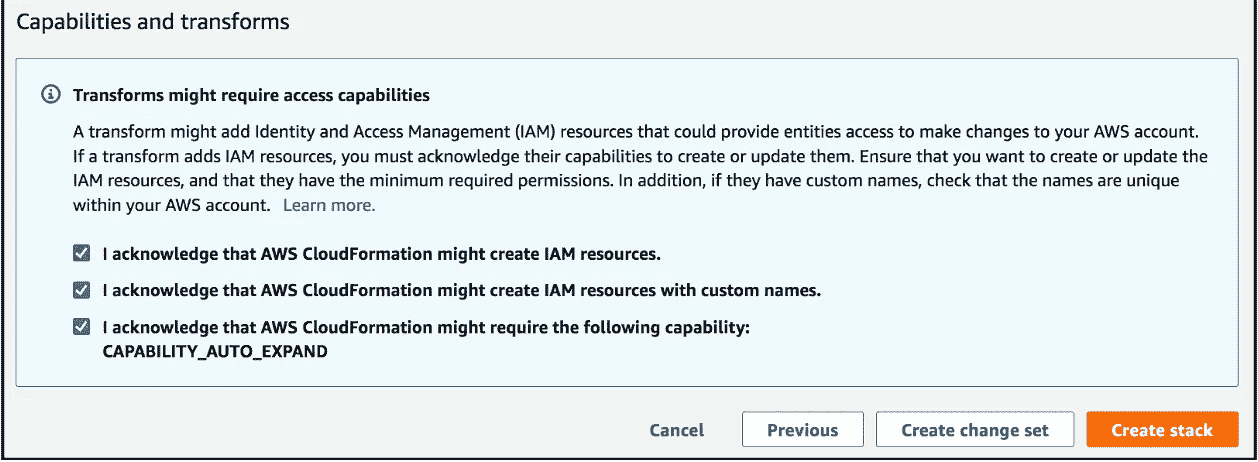 Capabilities and transforms
Transforms might require access capabilities
A transform might add Identity and Access Management (IAM) resources that could provide entities access to make changes to your AWS account.
If a transform adds IAM resources, you must acknowledge their capabilities to create or update them. Ensure that you want to create or update the
IAM resources, and that they have the minimum required permissions. In addition, if they have custom names, check that the names are unique
within your AWS account. Learn more.
I acknowledge that AWS CloudFormation might create IAM resources.
I acknowledge that AWS CloudFormation might create IAM resources with custom names.
I acknowledge that AWS CloudFormation might require the following capability:
CAPABILITY_AUTO_EXPAND
Cancel Previous Create change set Create stack